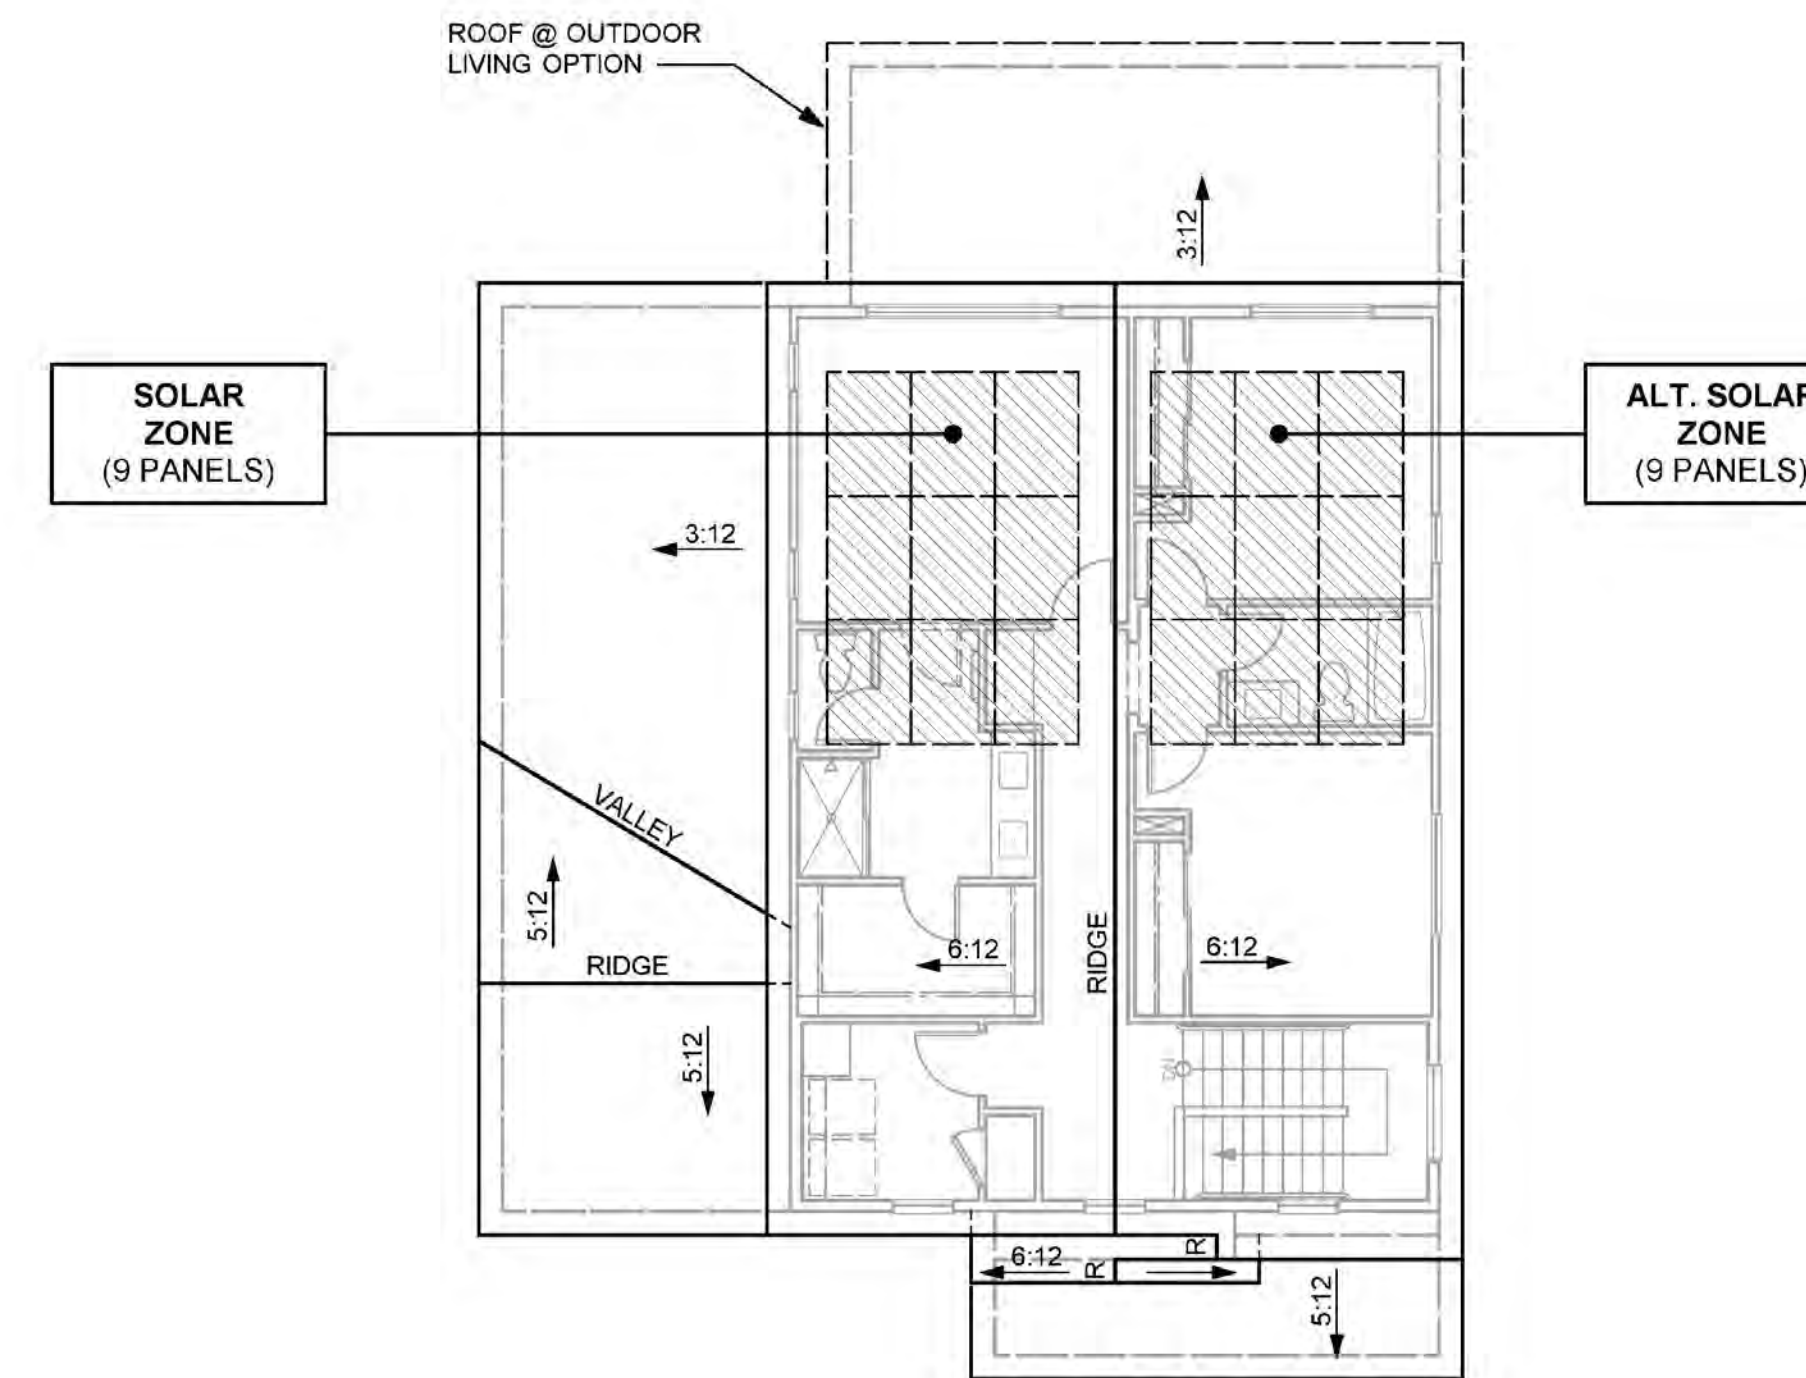 ROOF @ OUTDOOR
LIVING OPTION
3:12
SOLAR
ZONE
(9 PANELS)
ALT. SOLAR
ZONE
(9 PANELS)
3:12
VALLEY
5:12
RIDGE
6:12
RIDGE
6:12
5:12
DN
6:12
R
R
5:12